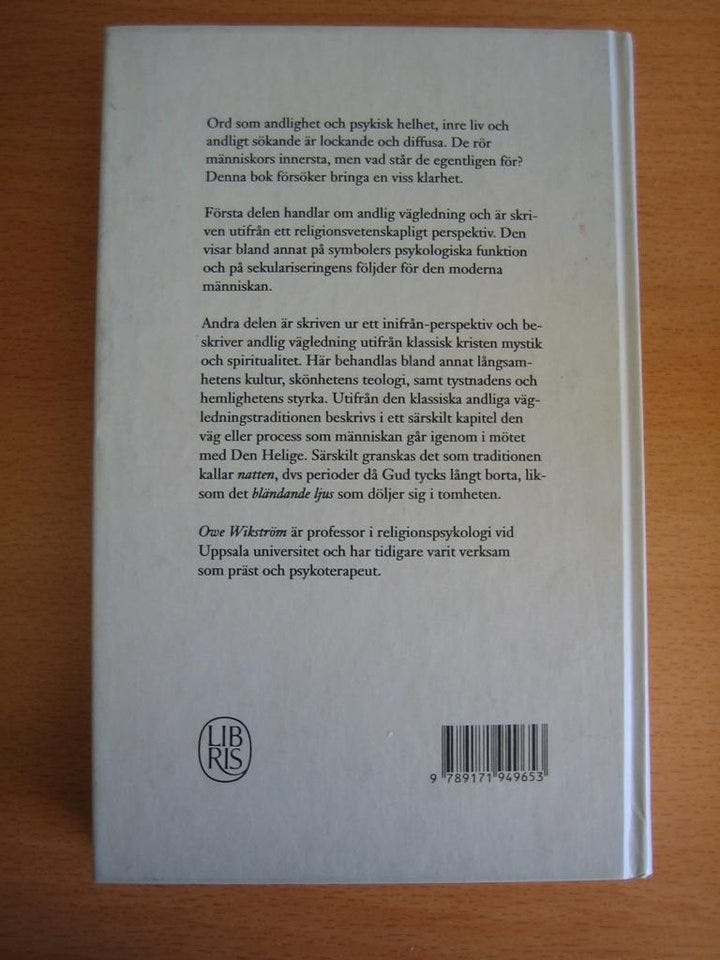 Ord som andlighet och psykisk helhet, inre liv och
andligt sökande är lockande och diffusa. De rör
människors innersta, men vad står de egentligen för?
Denna bok försöker bringa en viss klarhet.
Första delen handlar om andlig vägledning och är skri-
ven utifrån ett religionsvetenskapligt perspektiv. Den
visar bland annat på symbolers psykologiska funktion
och på sekulariseringens följder för den moderna
människan.
Andra delen är skriven ur ett inifrån-perspektiv och be-
skriver andlig vägledning utifrån klassisk kristen mystik
och spiritualitet. Här behandlas bland annat långsam-
hetens kultur, skönhetens teologi, samt tystnadens och
hemlighetens styrka. Utifrån den klassiska andliga väg-
ledningstraditionen beskrivs i ett särskilt kapitel den
väg eller process som människan går igenom i mötet
med Den Helige. Särskilt granskas det som traditionen
kallar natten, dvs perioder då Gud tycks långt borta, lik-
som det bländande ljus som döljer sig i tomheten.
Owe Wikström är professor i religionspsykologi vid
Uppsala universitet och har tidigare varit verksam
som präst och psykoterapeut.
LIB
RIS
9 789171 949653